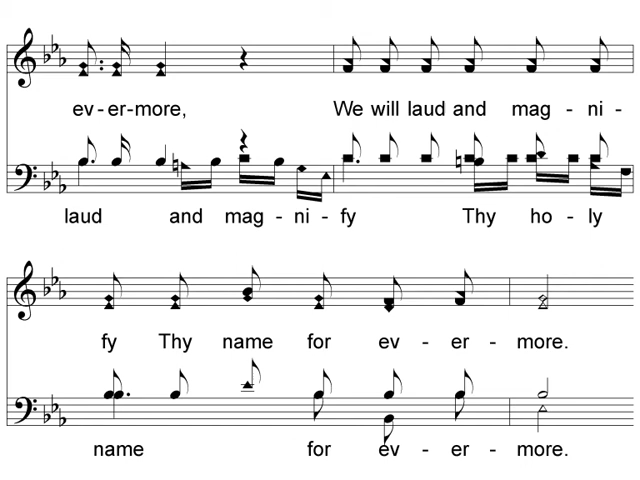 ev - er - more, We will laud and mag - ni -
laud and mag - ni - fy Thy ho - ly
fy Thy name for ev - er - more.
name for ev - er - more.